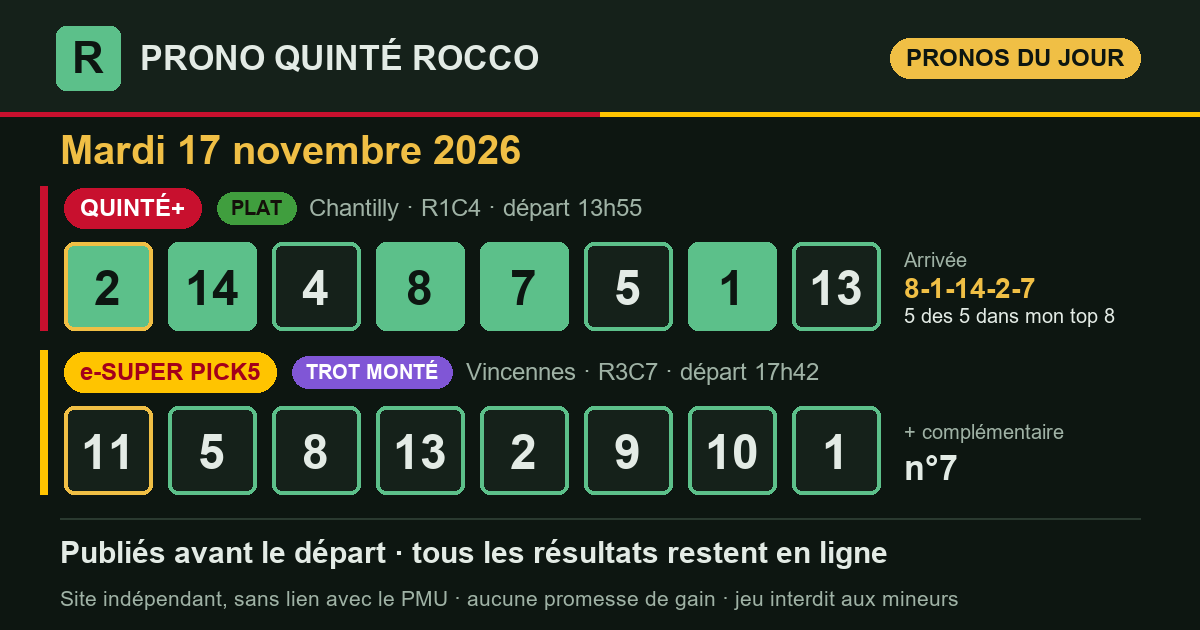 R PRONO QUINTÉ ROCCO
PRONOS DU JOUR
Mardi 17 novembre 2026
QUINTÉ+ PLAT Chantilly · R1C4 · départ 13h55
2 14 4 8 7 5 1 13
Arrivée
8-1-14-2-7
5 des 5 dans mon top 8
e-SUPER PICK5 TROT MONTÉ Vincennes · R3C7 · départ 17h42
11 5 8 13 2 9 10 1
+ complémentaire
n°7
Publiés avant le départ · tous les résultats restent en ligne
Site indépendant, sans lien avec le PMU · aucune promesse de gain · jeu interdit aux mineurs